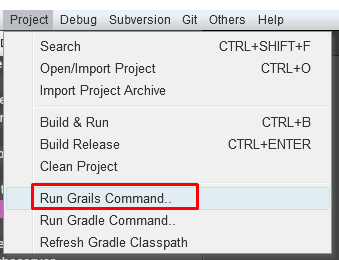 Project Debug Subversion Git Others Help
Search CTRL+SHIFT+F
Open/Import Project CTRL+O
Import Project Archive
Build & Run CTRL+B
Build Release CTRL+ENTER
Clean Project
Run Grails Command..
Run Gradle Command..
Refresh Gradle Classpath